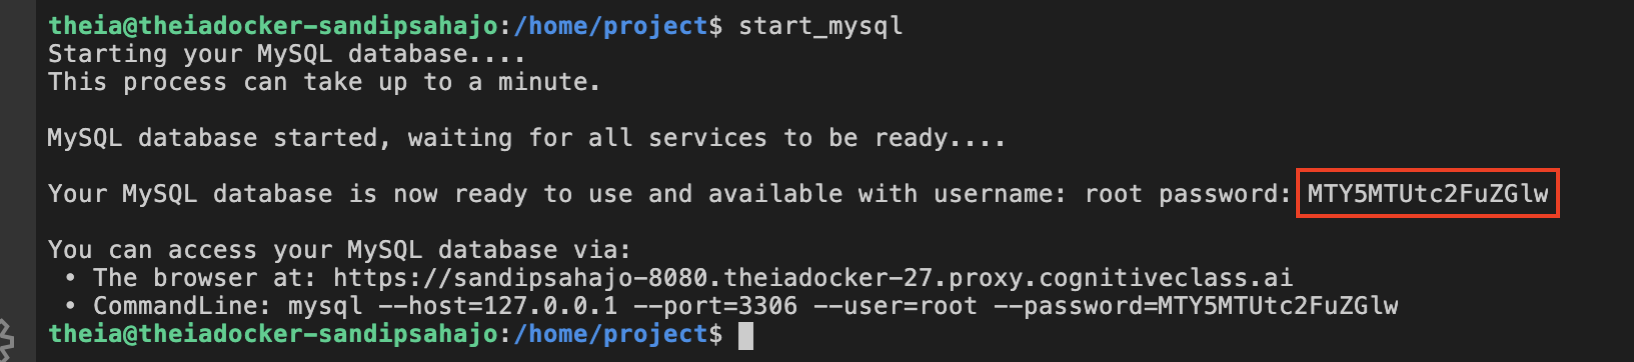 theia@theiadocker-sandipsahajo:/home/project$ start_mysql
Starting your MySQL database....
This process can take up to a minute.
MySQL database started, waiting for all services to be ready....
Your MySQL database is now ready to use and available with username: root password: MTY5MTUtc2FuZGlw
You can access your MySQL database via:
• The browser at: https://sandipsahajo-8080.theiadocker-27.proxy.cognitiveclass.ai
• CommandLine: mysql --host=127.0.0.1 --port=3306 --user=root --password=MTY5MTUtc2FuZGlw
theia@theiadocker-sandipsahajo:/home/project$